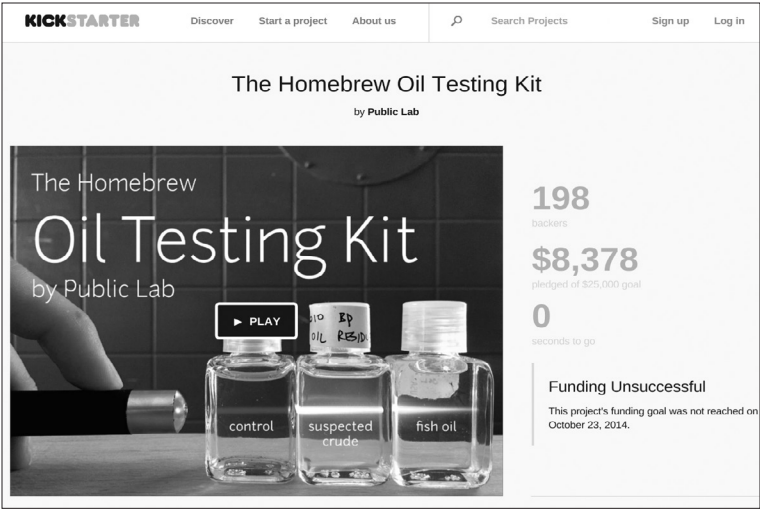 KICKSTARTER
Discover Start a project About us
Search Projects
Sign up Log in
The Homebrew Oil Testing Kit
by Public Lab
The Homebrew
Oil Testing Kit
by Public Lab
PLAY
BP
OIL RESIDU
control
suspected
crude
fish oil
198
backers
$8,378
pledged of $25,000 goal
0
seconds to go
Funding Unsuccessful
This project's funding goal was not reached on
October 23, 2014.